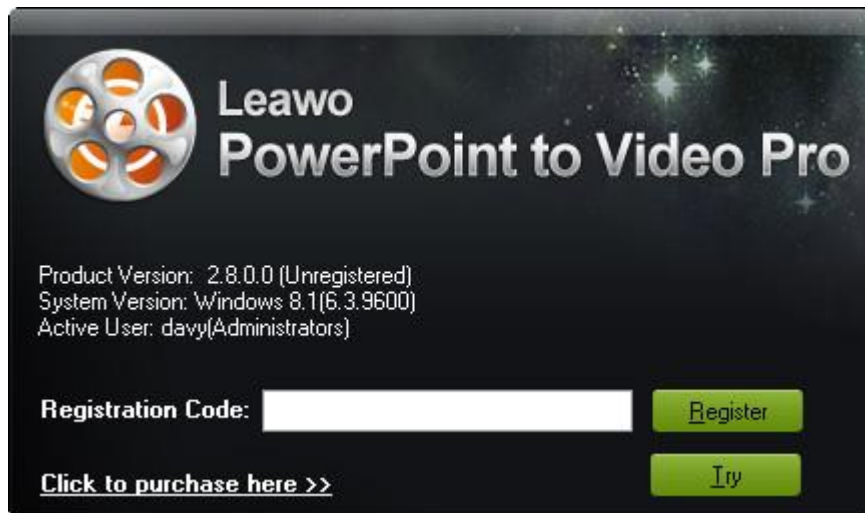 Leawo
PowerPoint to Video Pro
Product Version: 2.8.0.0 (Unregistered)
System Version: Windows 8.1(6.3.9600)
Active User: davy(Administrators)
Registration Code:
Register
Click to purchase here >>
Try